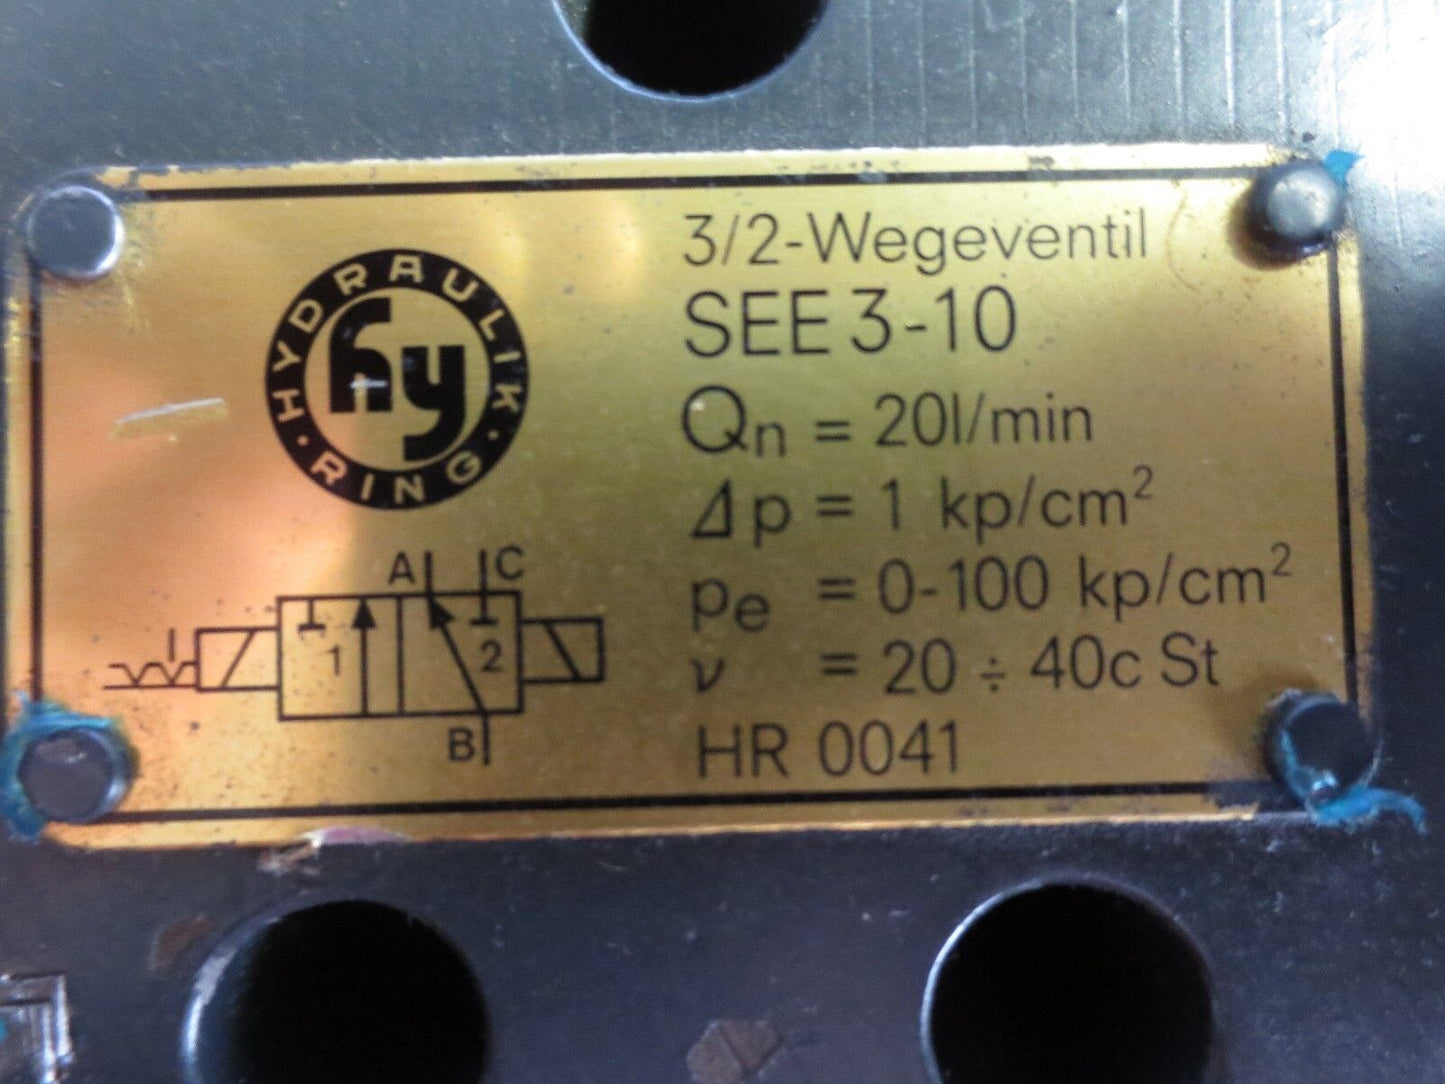 HYDRAULIK · RING ·
hy
3/2-Wegeventil
SEE 3-10
Qn = 20l/min
Δp = 1 kp/cm²
pe = 0-100 kp/cm²
ν = 20 ÷ 40c St
HR 0041
A C
1 2
B